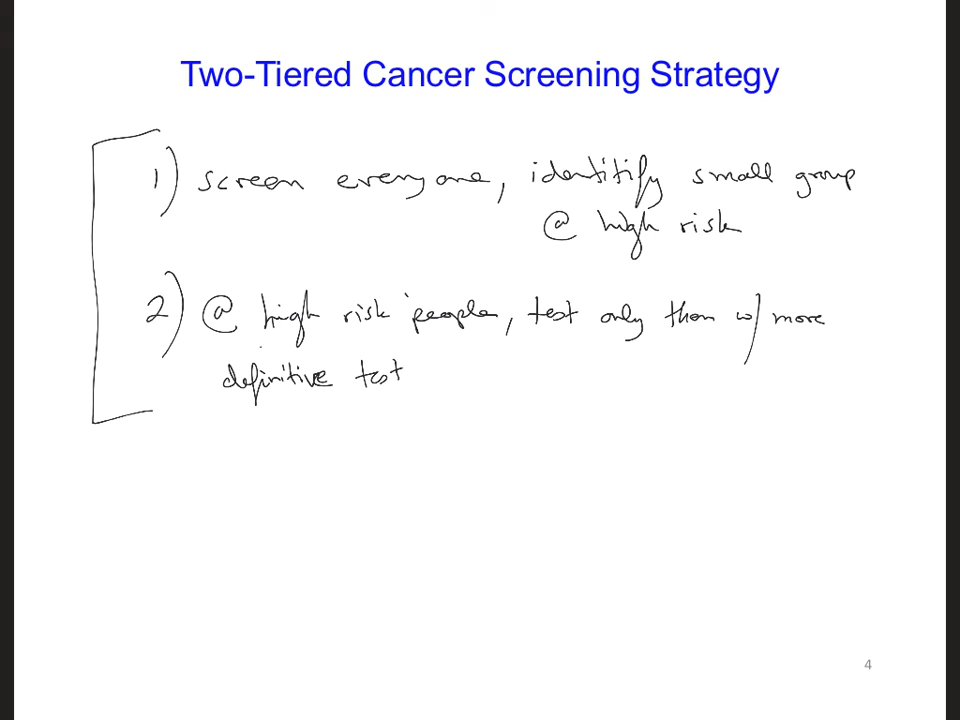 Two-Tiered Cancer Screening Strategy
1) screen everyone, identitify small group
@ high risk
2) @ high risk people, test only them w/ more
definitive test
4